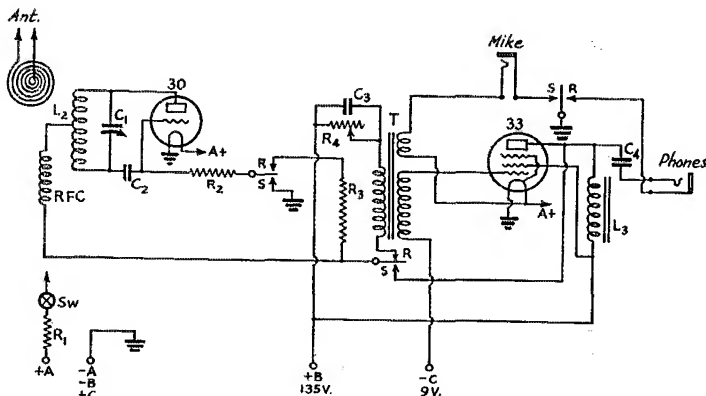 Ant.
L2
C1
30
A+
C2
R2
R
S
RFC
Sw
R1
+A
-A
-B
+C
C3
R4
T
R3
R
S
+B
135V.
-C
9V.
Mike
S R
33
A+
C4
Phones
L3